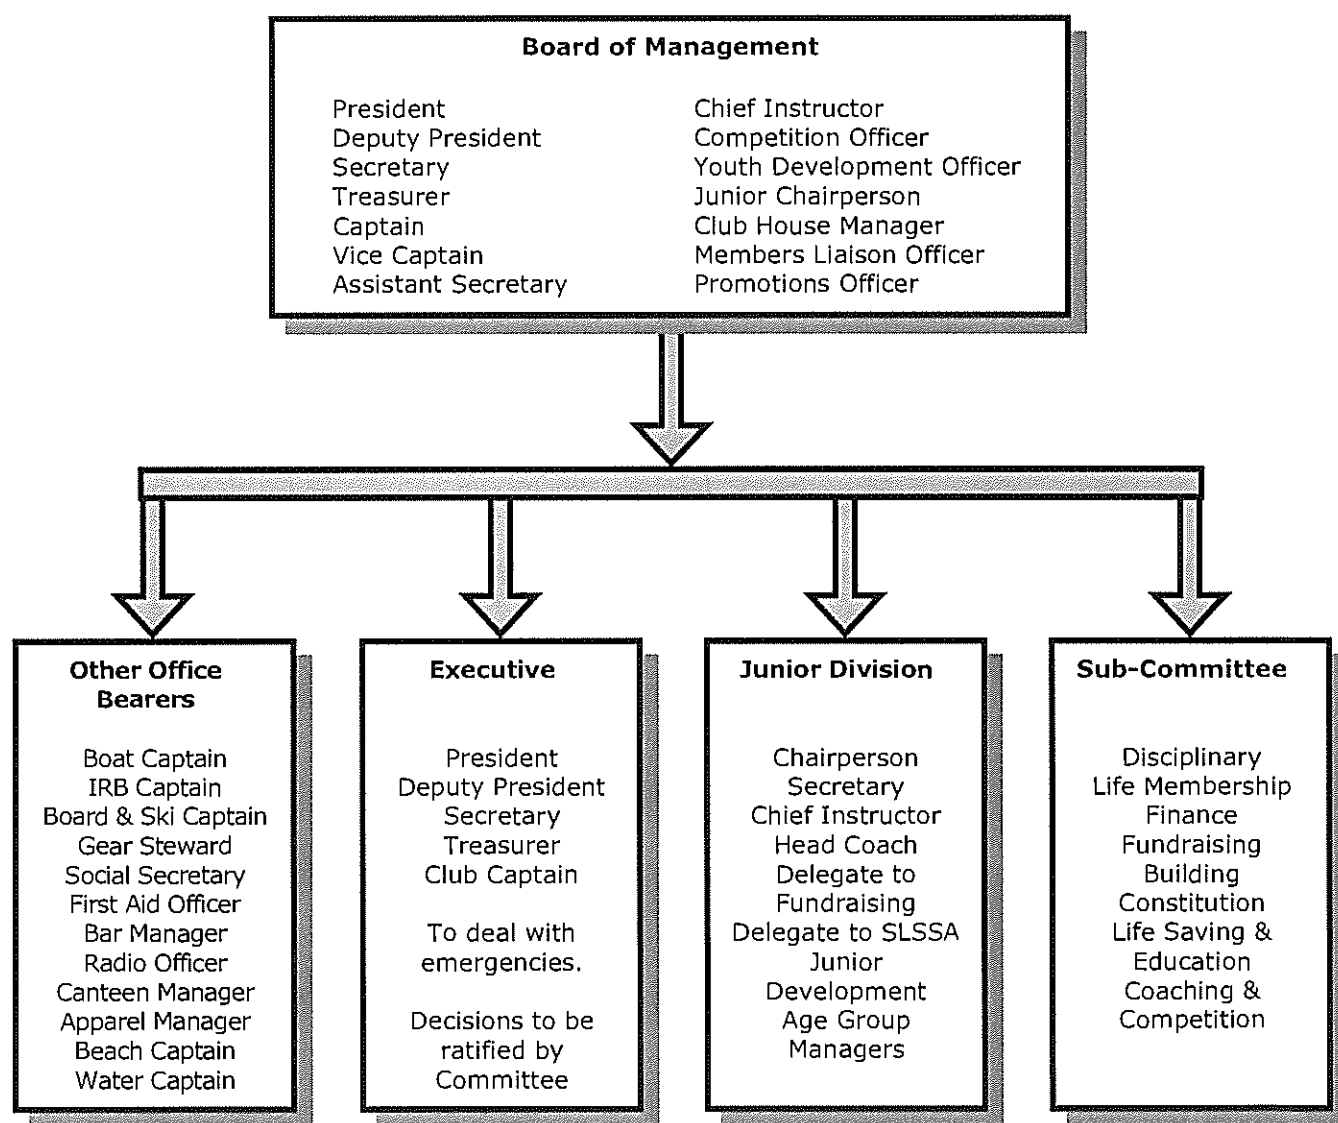 Board of Management
President
Deputy President
Secretary
Treasurer
Captain
Vice Captain
Assistant Secretary
Chief Instructor
Competition Officer
Youth Development Officer
Junior Chairperson
Club House Manager
Members Liaison Officer
Promotions Officer
Other Office
Bearers
Boat Captain
IRB Captain
Board & Ski Captain
Gear Steward
Social Secretary
First Aid Officer
Bar Manager
Radio Officer
Canteen Manager
Apparel Manager
Beach Captain
Water Captain
Executive
President
Deputy President
Secretary
Treasurer
Club Captain
To deal with
emergencies.
Decisions to be
ratified by
Committee
Junior Division
Chairperson
Secretary
Chief Instructor
Head Coach
Delegate to
Fundraising
Delegate to SLSSA
Junior
Development
Age Group
Managers
Sub-Committee
Disciplinary
Life Membership
Finance
Fundraising
Building
Constitution
Life Saving &
Education
Coaching &
Competition